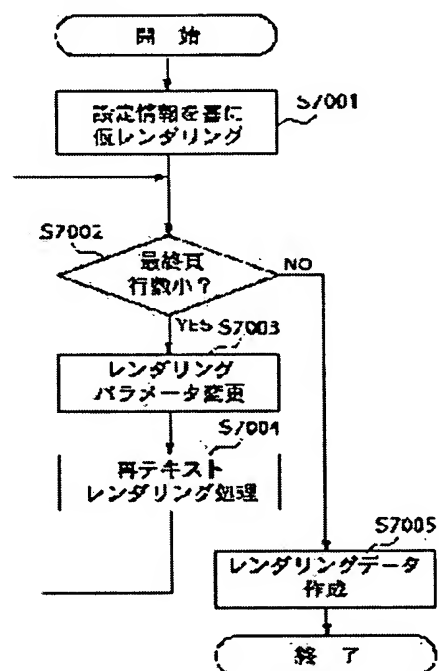 開始
S7001
設定情報を基に
仮レンダリング
S7002
最終頁
行数小？
NO
YES
S7003
レンダリング
パラメータ変更
S7004
再テキスト
レンダリング処理
S7005
レンダリングデータ
作成
終了